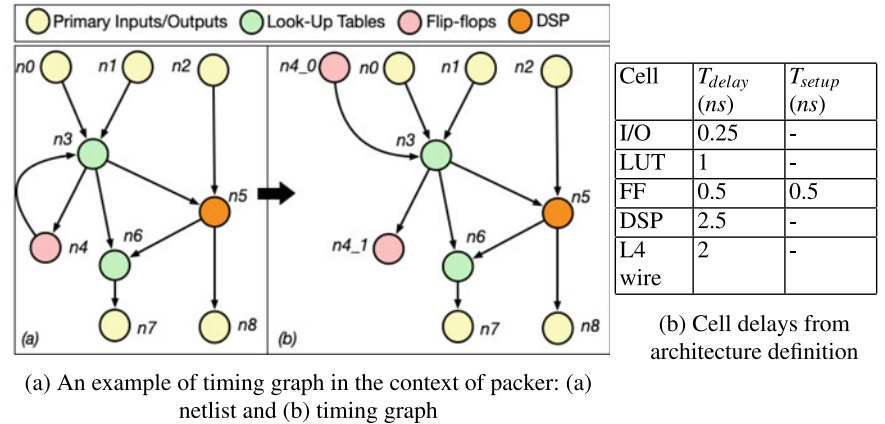 Primary Inputs/Outputs Look-Up Tables Flip-flops DSP
n0 n1 n2
n3
n5
n4
n6
n7 n8
(a)
(b) n4_0 n0 n1 n2
n3
n5
n4_1
n6
n7 n8
(a) An example of timing graph in the context of packer: (a)
netlist and (b) timing graph
Cell Tdelay Tsetup
(ns) (ns)
I/O 0.25 -
LUT 1 -
FF 0.5 0.5
DSP 2.5 -
L4 2 -
wire
(b) Cell delays from
architecture definition